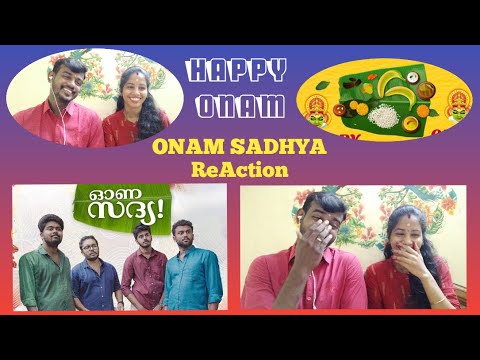 HAPPY
ONAM
ONAM SADHYA
ReAction
ഓണ
സദ്യ!